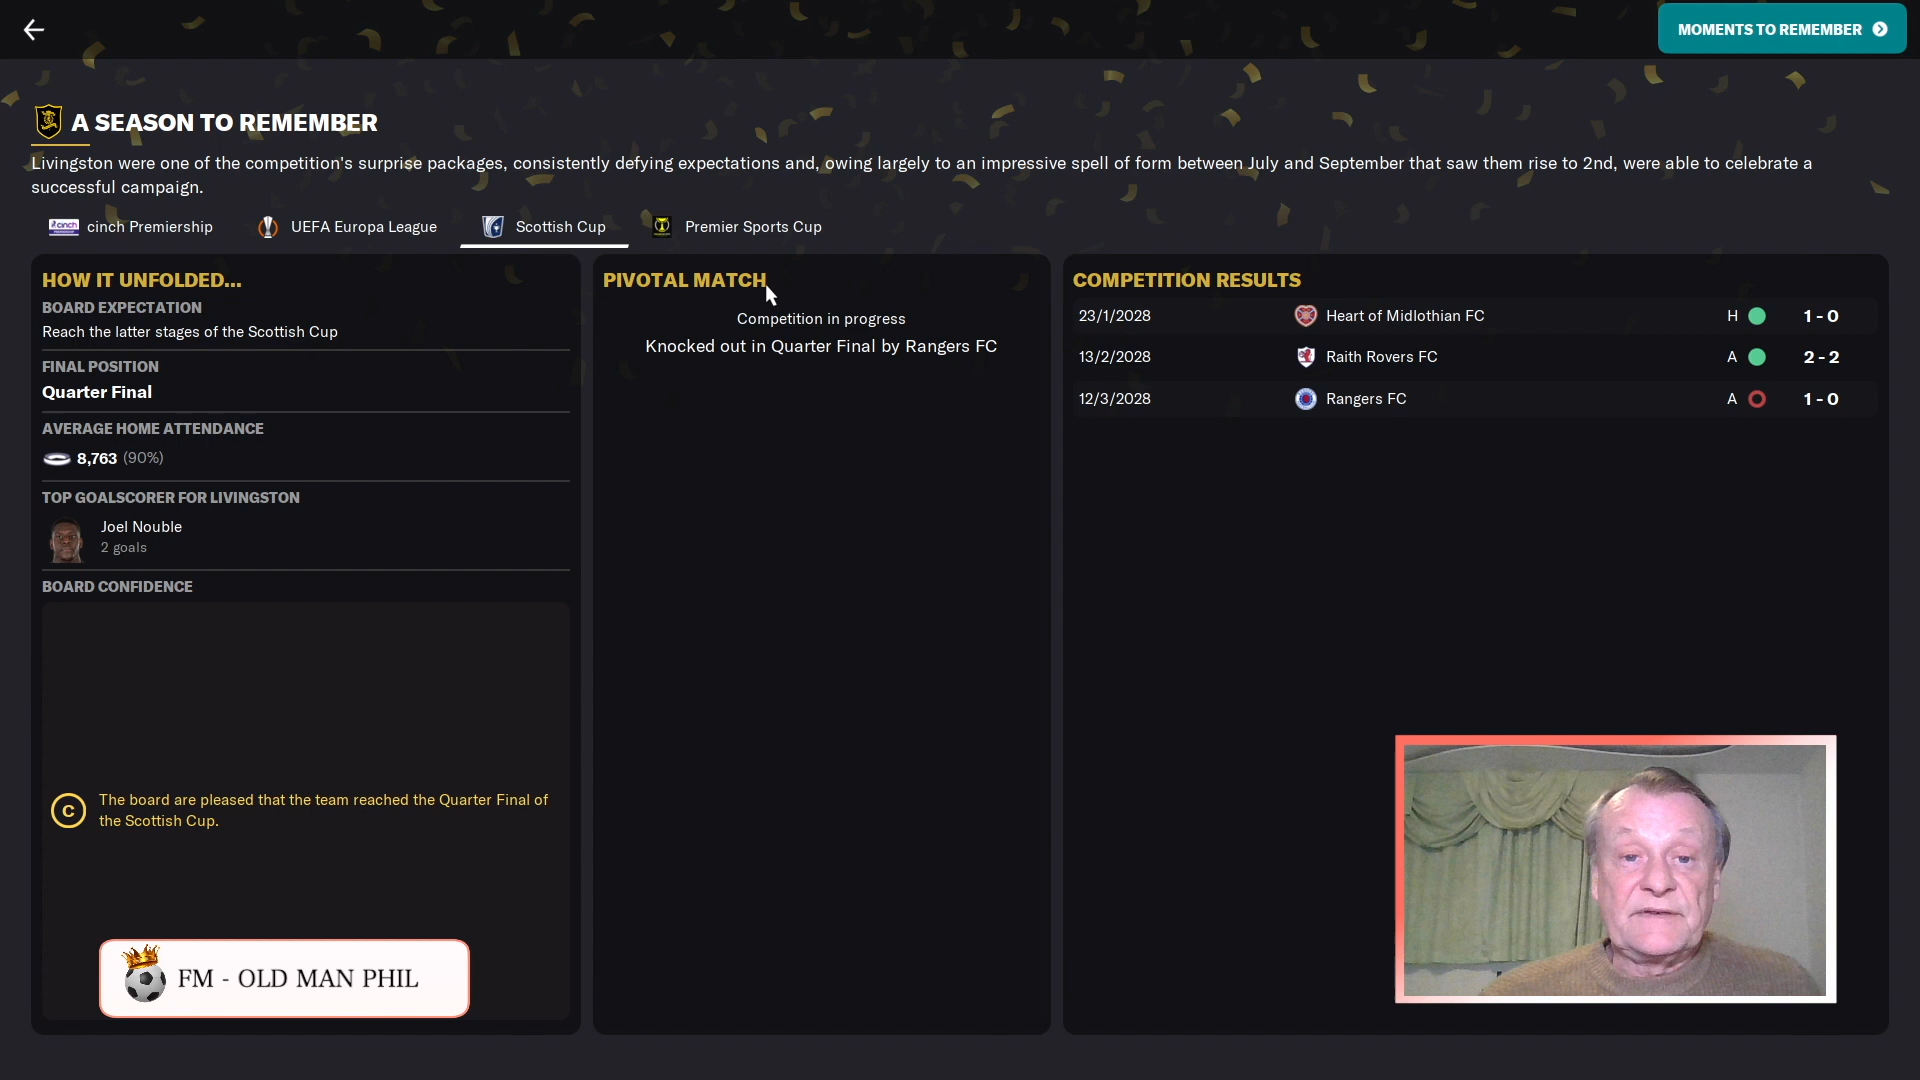 MOMENTS TO REMEMBER
A SEASON TO REMEMBER
Livingston were one of the competition's surprise packages, consistently defying expectations and, owing largely to an impressive spell of form between July and September that saw them rise to 2nd, were able to celebrate a
successful campaign.
cinch cinch Premiership UEFA Europa League Scottish Cup Premier Sports Cup
HOW IT UNFOLDED...
BOARD EXPECTATION
Reach the latter stages of the Scottish Cup
FINAL POSITION
Quarter Final
AVERAGE HOME ATTENDANCE
8,763 (90%)
TOP GOALSCORER FOR LIVINGSTON
Joel Nouble
2 goals
BOARD CONFIDENCE
C The board are pleased that the team reached the Quarter Final of
the Scottish Cup.
FM - OLD MAN PHIL
PIVOTAL MATCH
Competition in progress
Knocked out in Quarter Final by Rangers FC
COMPETITION RESULTS
23/1/2028 Heart of Midlothian FC H 1 - 0
13/2/2028 Raith Rovers FC A 2 - 2
12/3/2028 Rangers FC A 1 - 0